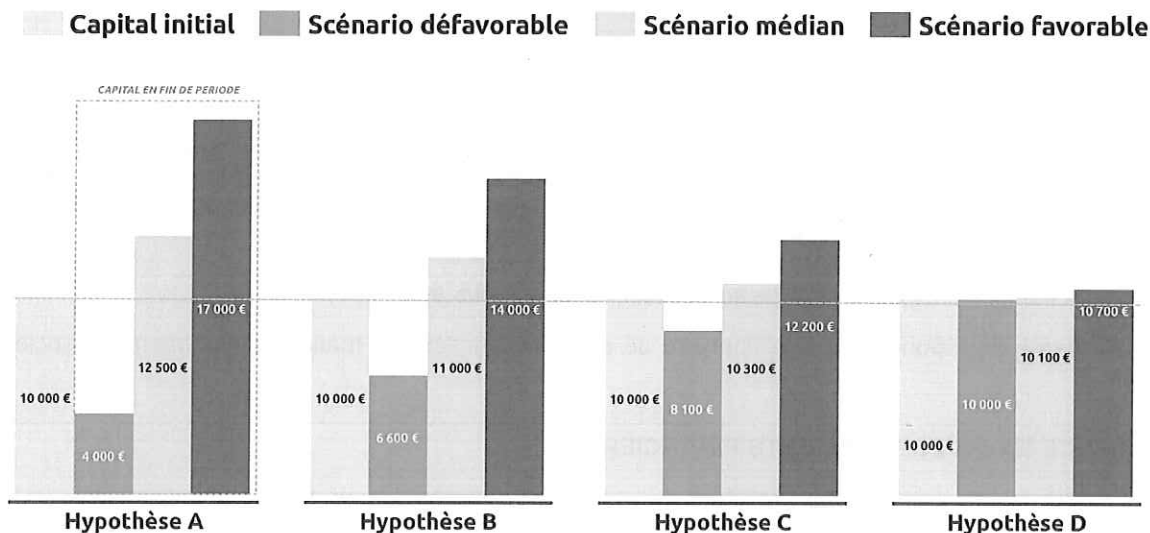 Capital initial
Scénario défavorable
Scénario médian
Scénario favorable
CAPITAL EN FIN DE PERIODE
10 000 €
4 000 €
12 500 €
17 000 €
Hypothèse A
10 000 €
6 600 €
11 000 €
14 000 €
Hypothèse B
10 000 €
8 100 €
10 300 €
12 200 €
Hypothèse C
10 000 €
10 000 €
10 100 €
10 700 €
Hypothèse D